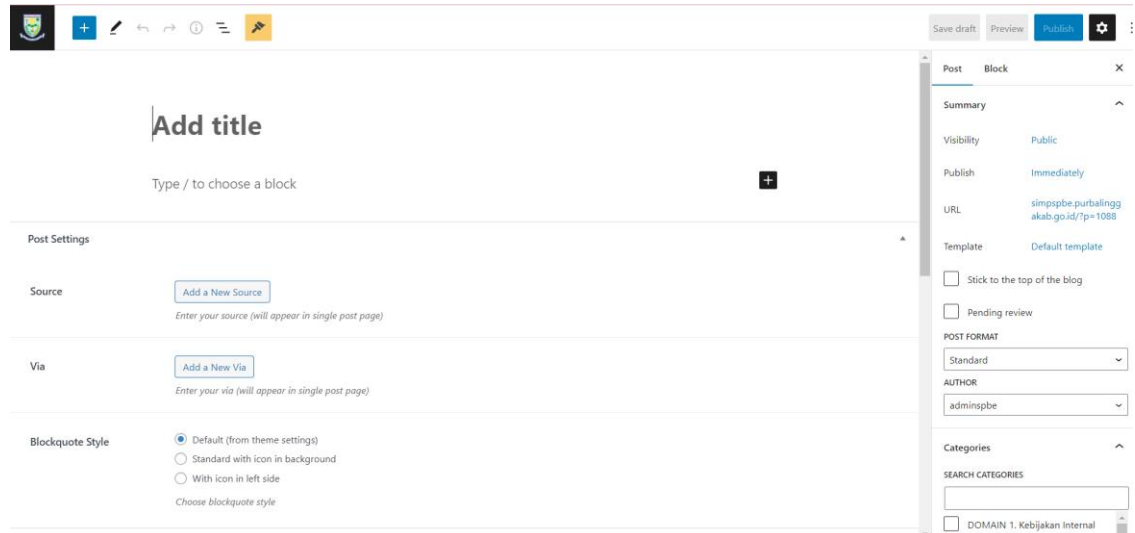 Save draft Preview Publish
Add title
Type / to choose a block
Post Settings
Source
Add a New Source
Enter your source (will appear in single post page)
Via
Add a New Via
Enter your via (will appear in single post page)
Blockquote Style
Default (from theme settings)
Standard with icon in background
With icon in left side
Choose blockquote style
Post Block
Summary
Visibility Public
Publish Immediately
URL simpspbe.purbalingg
akab.go.id/?p=1088
Template Default template
Stick to the top of the blog
Pending review
POST FORMAT
Standard
AUTHOR
adminspbe
Categories
SEARCH CATEGORIES
DOMAIN 1. Kebijakan Internal